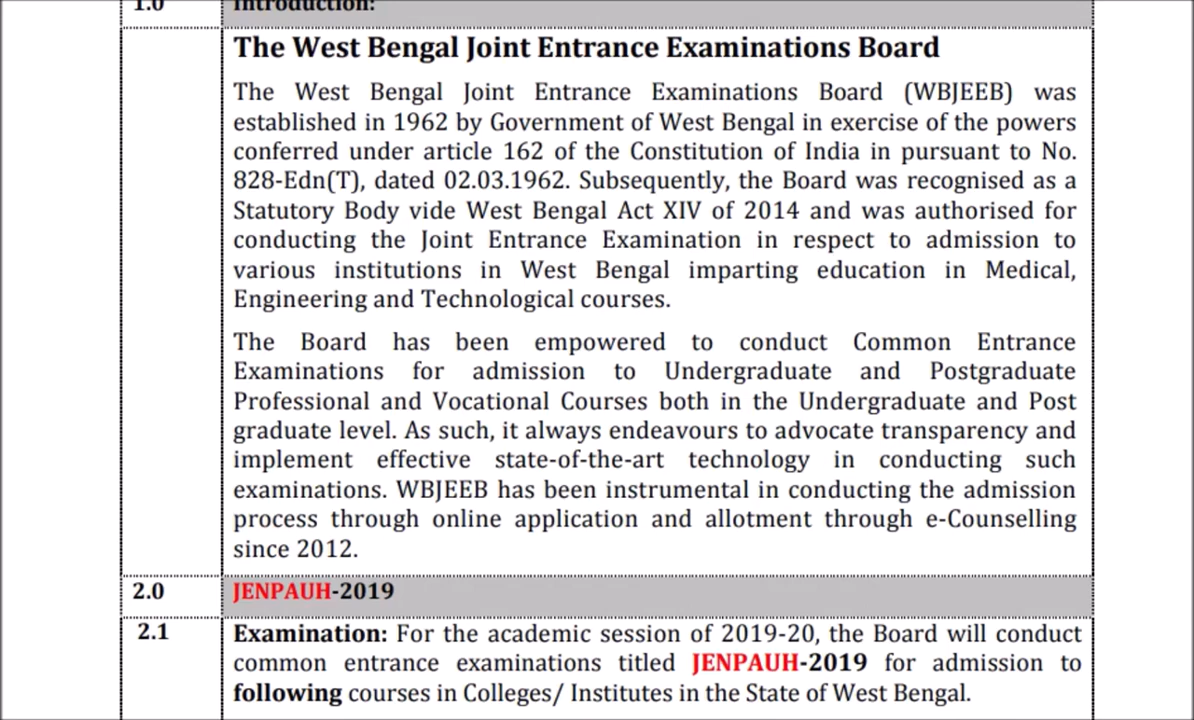 1.0 Introduction:
The West Bengal Joint Entrance Examinations Board
The West Bengal Joint Entrance Examinations Board (WBJEEB) was
established in 1962 by Government of West Bengal in exercise of the powers
conferred under article 162 of the Constitution of India in pursuant to No.
828-Edn(T), dated 02.03.1962. Subsequently, the Board was recognised as a
Statutory Body vide West Bengal Act XIV of 2014 and was authorised for
conducting the Joint Entrance Examination in respect to admission to
various institutions in West Bengal imparting education in Medical,
Engineering and Technological courses.
The Board has been empowered to conduct Common Entrance
Examinations for admission to Undergraduate and Postgraduate
Professional and Vocational Courses both in the Undergraduate and Post
graduate level. As such, it always endeavours to advocate transparency and
implement effective state-of-the-art technology in conducting such
examinations. WBJEEB has been instrumental in conducting the admission
process through online application and allotment through e-Counselling
since 2012.
2.0 JENPAUH-2019
2.1 Examination: For the academic session of 2019-20, the Board will conduct
common entrance examinations titled JENPAUH-2019 for admission to
following courses in Colleges/ Institutes in the State of West Bengal.